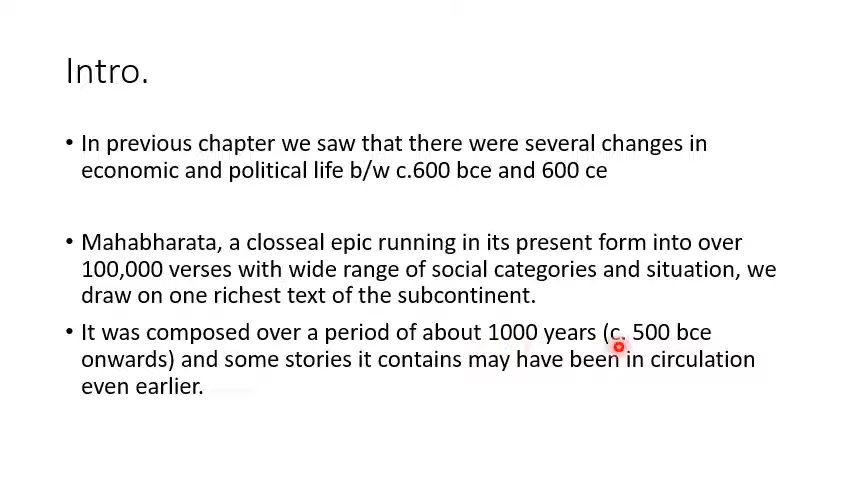 Intro.
• In previous chapter we saw that there were several changes in
economic and political life b/w c.600 bce and 600 ce
• Mahabharata, a closseal epic running in its present form into over
100,000 verses with wide range of social categories and situation, we
draw on one richest text of the subcontinent.
• It was composed over a period of about 1000 years (c. 500 bce
onwards) and some stories it contains may have been in circulation
even earlier.